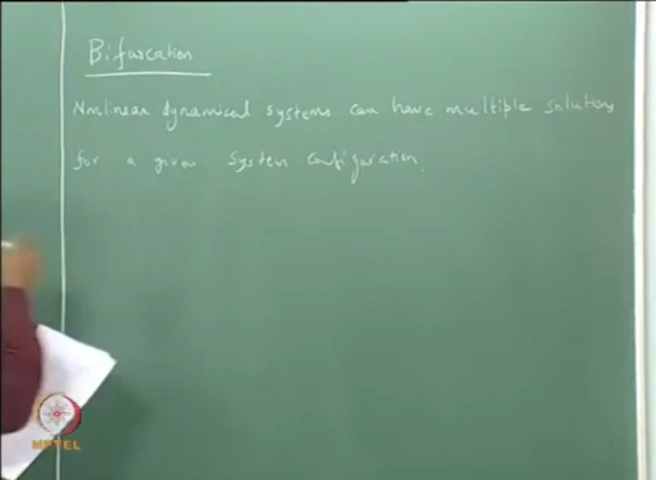 Bifurcation
Nonlinear dynamical systems can have multiple solutions
for a given system configuration.
NPTEL